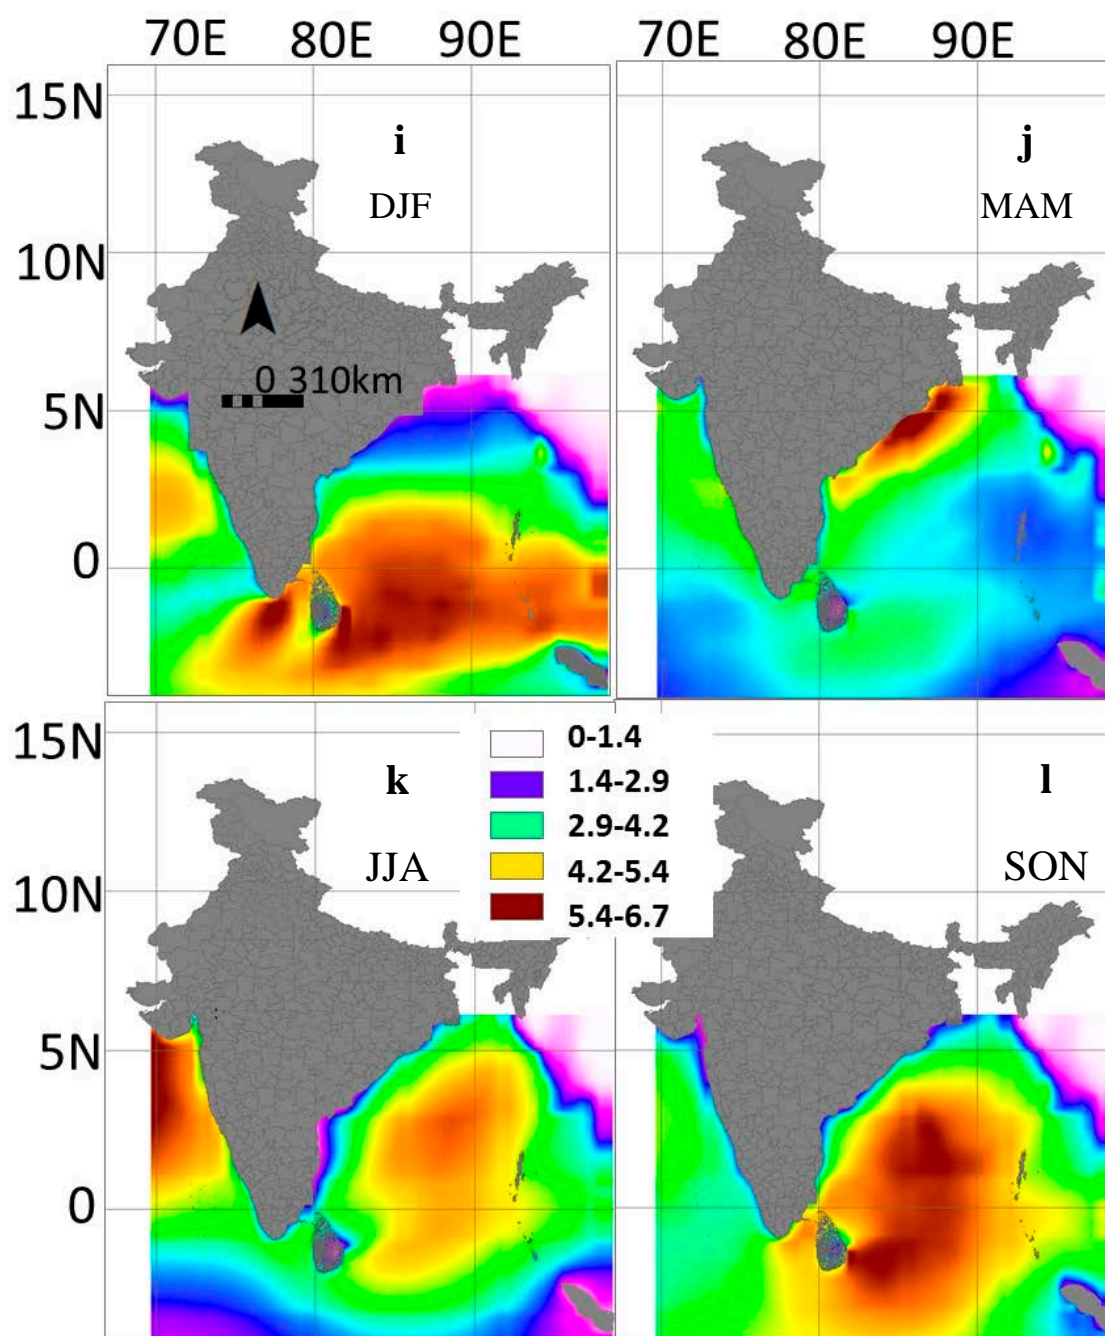 70E 80E 90E 70E 80E 90E
15N
i
j
DJF
MAM
10N
0 310km
5N
0
15N
0-1.4
k
l
1.4-2.9
2.9-4.2
JJA
SON
4.2-5.4
10N
5.4-6.7
5N
0